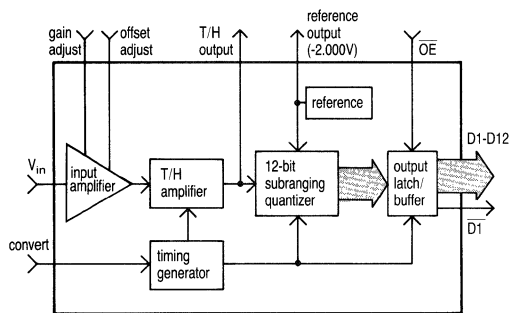 gain
adjust
offset
adjust
T/H
output
reference
output
(-2.000V)
OE
reference
D1-D12
Vin
input
amplifier
T/H
amplifier
12-bit
subranging
quantizer
output
latch/
buffer
D1
convert
timing
generator